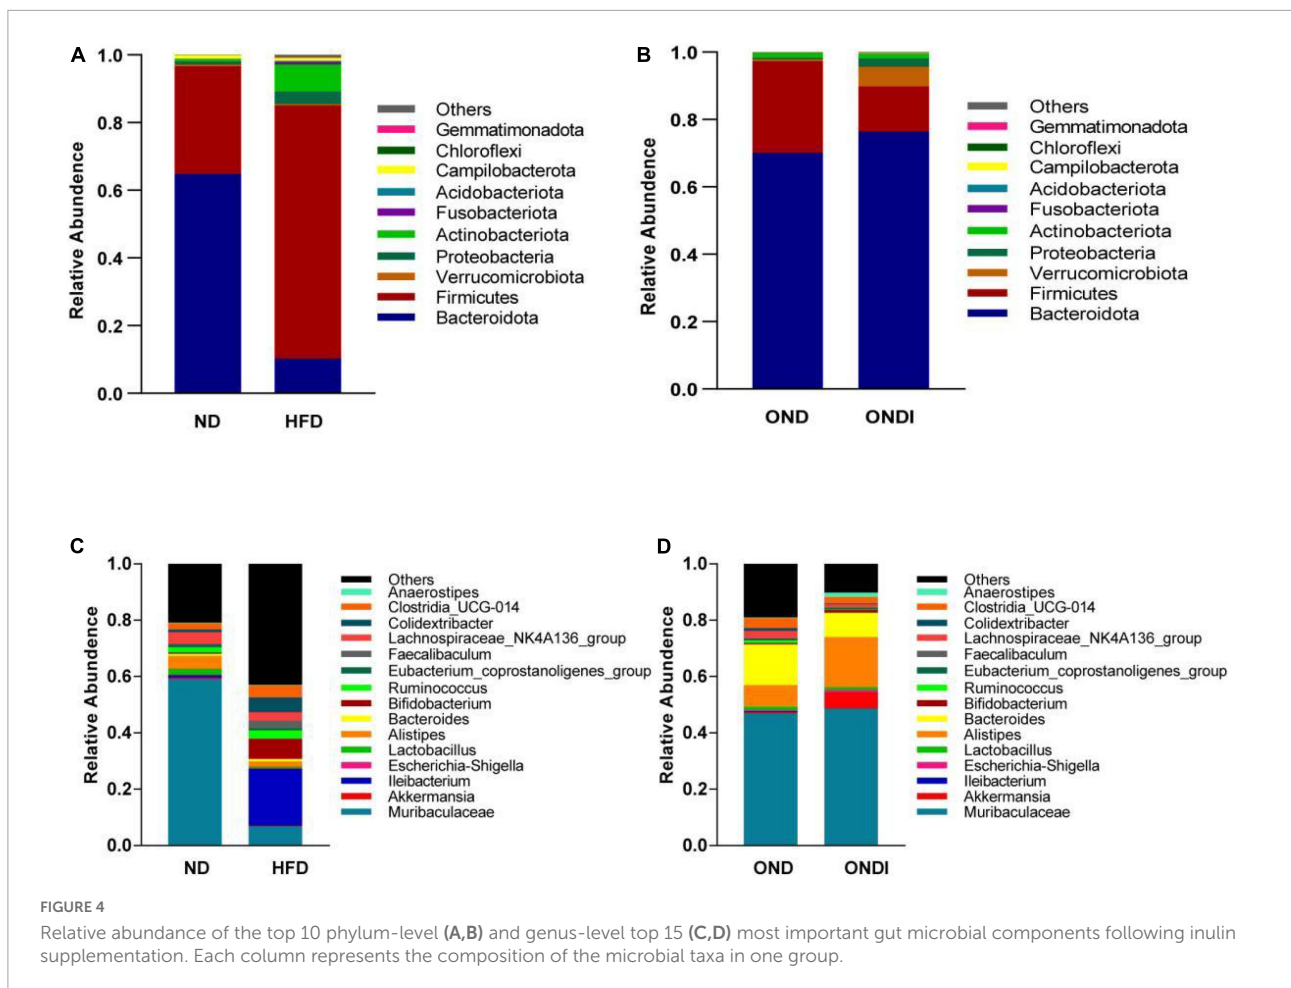 A
1.0
0.8
0.6
0.4
0.2
0.0
Relative Abundance
ND
HFD
Others
Gemmatimonadota
Chloroflexi
Campilobacterota
Acidobacteriota
Fusobacteriota
Actinobacteriota
Proteobacteria
Verrucomicrobiota
Firmicutes
Bacteroidota
B
1.0
0.8
0.6
0.4
0.2
0.0
Relative Abundance
OND
ONDI
Others
Gemmatimonadota
Chloroflexi
Campilobacterota
Acidobacteriota
Fusobacteriota
Actinobacteriota
Proteobacteria
Verrucomicrobiota
Firmicutes
Bacteroidota
C
1.0
0.8
0.6
0.4
0.2
0.0
Relative Abundance
ND
HFD
Others
Anaerostipes
Clostridia_UCG-014
Colidextribacter
Lachnospiraceae_NK4A136_group
Faecalibaculum
Eubacterium_coprostanoligenes_group
Ruminococcus
Bifidobacterium
Bacteroides
Alistipes
Lactobacillus
Escherichia-Shigella
Ileibacterium
Akkermansia
Muribaculaceae
D
1.0
0.8
0.6
0.4
0.2
0.0
Relative Abundance
OND
ONDI
Others
Anaerostipes
Clostridia_UCG-014
Colidextribacter
Lachnospiraceae_NK4A136_group
Faecalibaculum
Eubacterium_coprostanoligenes_group
Ruminococcus
Bifidobacterium
Bacteroides
Alistipes
Lactobacillus
Escherichia-Shigella
Ileibacterium
Akkermansia
Muribaculaceae
FIGURE 4
Relative abundance of the top 10 phylum-level (A,B) and genus-level top 15 (C,D) most important gut microbial components following inulin
supplementation. Each column represents the composition of the microbial taxa in one group.